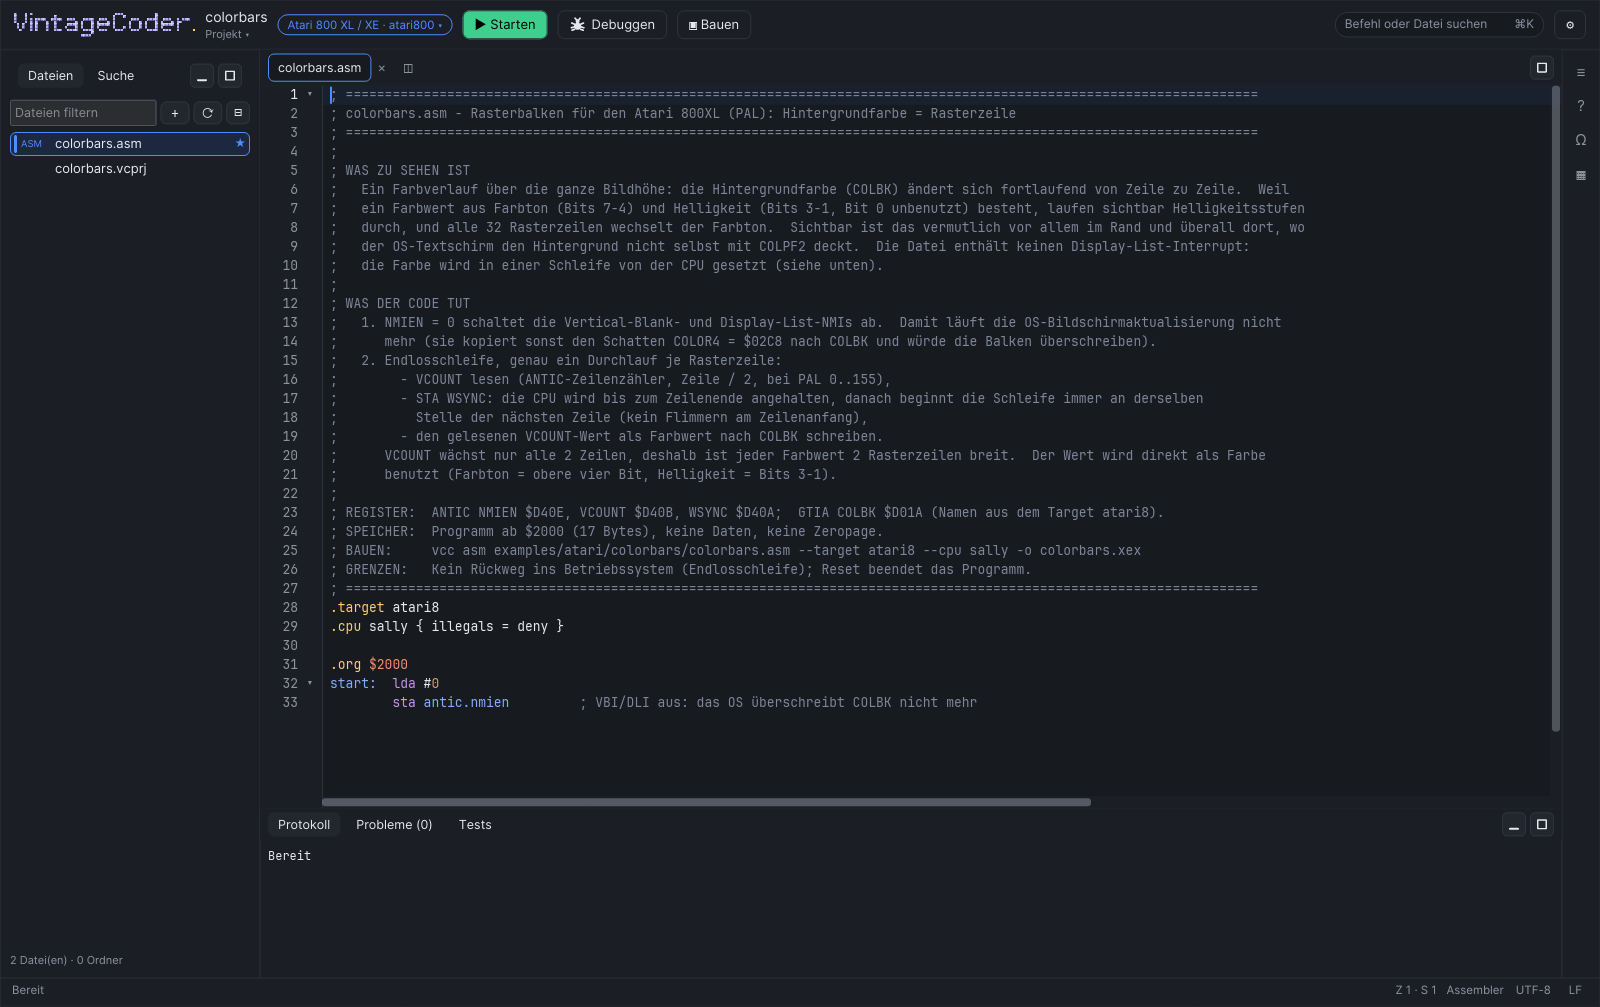 VintageCoder.
colorbars
Projekt
Atari 800 XL / XE · atari800
Starten
Debuggen
Bauen
Befehl oder Datei suchen ⌘K
Dateien
Suche
Dateien filtern
ASM colorbars.asm ★
colorbars.vcprj
2 Datei(en) · 0 Ordner
colorbars.asm ×
1 ; =====================================================================================================================
2 ; colorbars.asm - Rasterbalken für den Atari 800XL (PAL): Hintergrundfarbe = Rasterzeile
3 ; =====================================================================================================================
4 ;
5 ; WAS ZU SEHEN IST
6 ;   Ein Farbverlauf über die ganze Bildhöhe: die Hintergrundfarbe (COLBK) ändert sich fortlaufend von Zeile zu Zeile.  Weil
7 ;   ein Farbwert aus Farbton (Bits 7-4) und Helligkeit (Bits 3-1, Bit 0 unbenutzt) besteht, laufen sichtbar Helligkeitsstufen
8 ;   durch, und alle 32 Rasterzeilen wechselt der Farbton.  Sichtbar ist das vermutlich vor allem im Rand und überall dort, wo
9 ;   der OS-Textschirm den Hintergrund nicht selbst mit COLPF2 deckt.  Die Datei enthält keinen Display-List-Interrupt:
10 ;   die Farbe wird in einer Schleife von der CPU gesetzt (siehe unten).
11 ;
12 ; WAS DER CODE TUT
13 ;   1. NMIEN = 0 schaltet die Vertical-Blank- und Display-List-NMIs ab.  Damit läuft die OS-Bildschirmaktualisierung nicht
14 ;      mehr (sie kopiert sonst den Schatten COLOR4 = $02C8 nach COLBK und würde die Balken überschreiben).
15 ;   2. Endlosschleife, genau ein Durchlauf je Rasterzeile:
16 ;        - VCOUNT lesen (ANTIC-Zeilenzähler, Zeile / 2, bei PAL 0..155),
17 ;        - STA WSYNC: die CPU wird bis zum Zeilenende angehalten, danach beginnt die Schleife immer an derselben
18 ;          Stelle der nächsten Zeile (kein Flimmern am Zeilenanfang),
19 ;        - den gelesenen VCOUNT-Wert als Farbwert nach COLBK schreiben.
20 ;      VCOUNT wächst nur alle 2 Zeilen, deshalb ist jeder Farbwert 2 Rasterzeilen breit.  Der Wert wird direkt als Farbe
21 ;      benutzt (Farbton = obere vier Bit, Helligkeit = Bits 3-1).
22 ;
23 ; REGISTER:  ANTIC NMIEN $D40E, VCOUNT $D40B, WSYNC $D40A;  GTIA COLBK $D01A (Namen aus dem Target atari8).
24 ; SPEICHER:  Programm ab $2000 (17 Bytes), keine Daten, keine Zeropage.
25 ; BAUEN:     vcc asm examples/atari/colorbars/colorbars.asm --target atari8 --cpu sally -o colorbars.xex
26 ; GRENZEN:   Kein Rückweg ins Betriebssystem (Endlosschleife); Reset beendet das Programm.
27 ; =====================================================================================================================
28 .target atari8
29 .cpu sally { illegals = deny }
30
31 .org $2000
32 start:  lda #0
33         sta antic.nmien         ; VBI/DLI aus: das OS überschreibt COLBK nicht mehr
Protokoll
Probleme (0)
Tests
Bereit
Bereit
Z 1 · S 1 Assembler UTF-8 LF